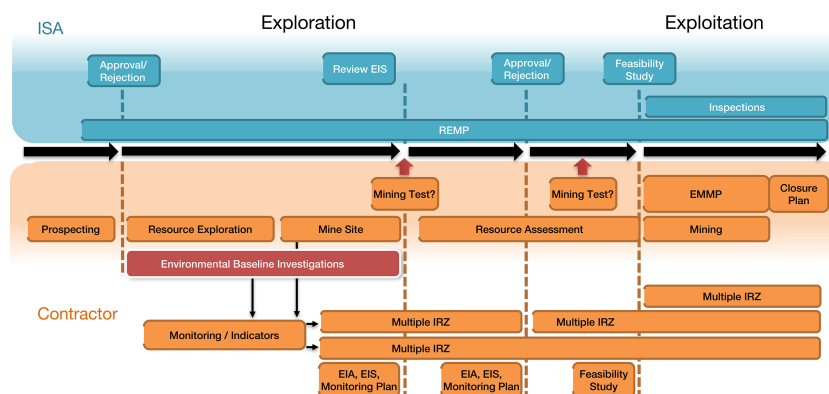 Exploration
Exploitation
ISA
Approval/
Rejection
Review EIS
Approval/
Rejection
Feasibility
Study
Inspections
REMP
Mining Test?
Mining Test?
EMMP
Closure
Plan
Prospecting
Resource Exploration
Mine Site
Resource Assessment
Mining
Environmental Baseline Investigations
Contractor
Multiple IRZ
Monitoring / Indicators
Multiple IRZ
Multiple IRZ
Multiple IRZ
EIA, EIS,
Monitoring Plan
EIA, EIS,
Monitoring Plan
Feasibility
Study